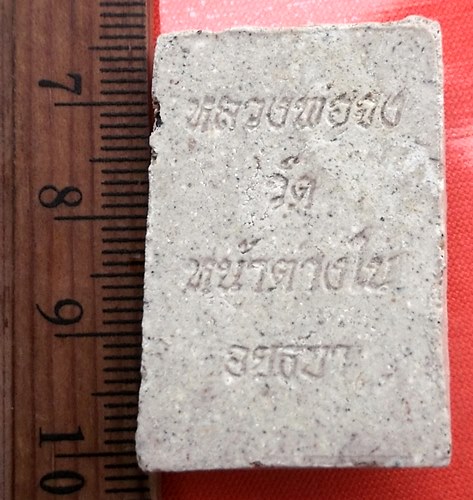 หลวงพ่อจง
วัด
หน้าต่างใน
อยุธยา
7
8
9
10